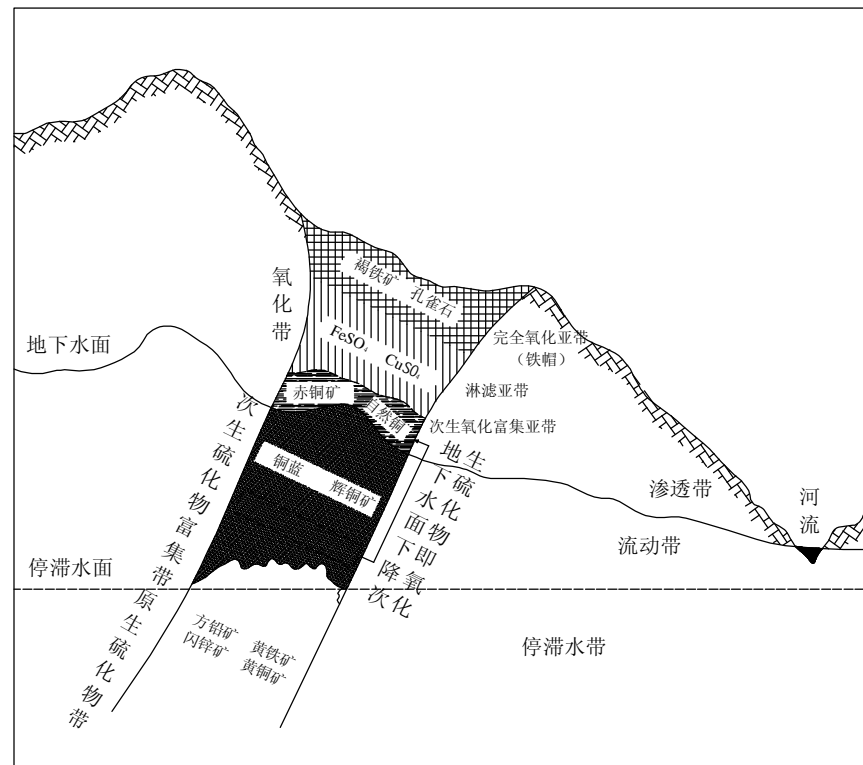 褐铁矿 孔雀石
氧化带
FeSO₄ CuSO₄
完全氧化亚带
（铁帽）
地下水面
淋滤亚带
赤铜矿
自然铜
次生氧化富集亚带
次生硫化物富集带
铜蓝 辉铜矿
地下水面下降次
生硫化物即氧化
渗透带
河流
流动带
停滞水面
原生硫化物带
方铅矿 黄铁矿
闪锌矿 黄铜矿
停滞水带